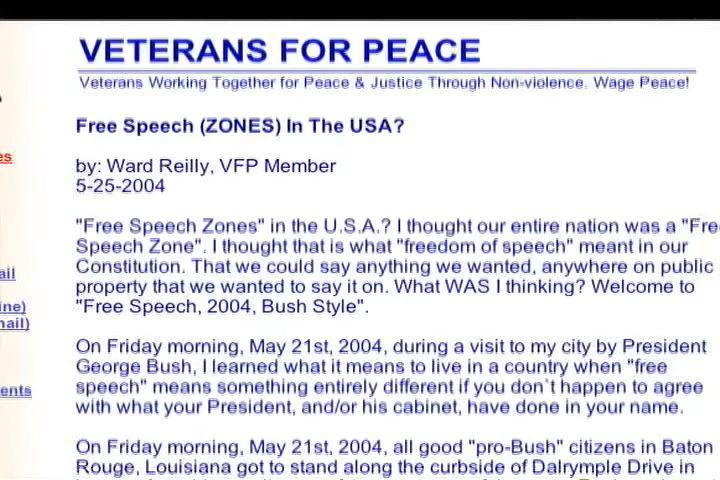 VETERANS FOR PEACE
Veterans Working Together for Peace & Justice Through Non-violence. Wage Peace!
Free Speech (ZONES) In The USA?
by: Ward Reilly, VFP Member
5-25-2004
"Free Speech Zones" in the U.S.A.? I thought our entire nation was a "Free
Speech Zone". I thought that is what "freedom of speech" meant in our
Constitution. That we could say anything we wanted, anywhere on public
property that we wanted to say it on. What WAS I thinking? Welcome to
"Free Speech, 2004, Bush Style".
On Friday morning, May 21st, 2004, during a visit to my city by President
George Bush, I learned what it means to live in a country when "free
speech" means something entirely different if you don't happen to agree
with what your President, and/or his cabinet, have done in your name.
On Friday morning, May 21st, 2004, all good "pro-Bush" citizens in Baton
Rouge, Louisiana got to stand along the curbside of Dalrymple Drive in